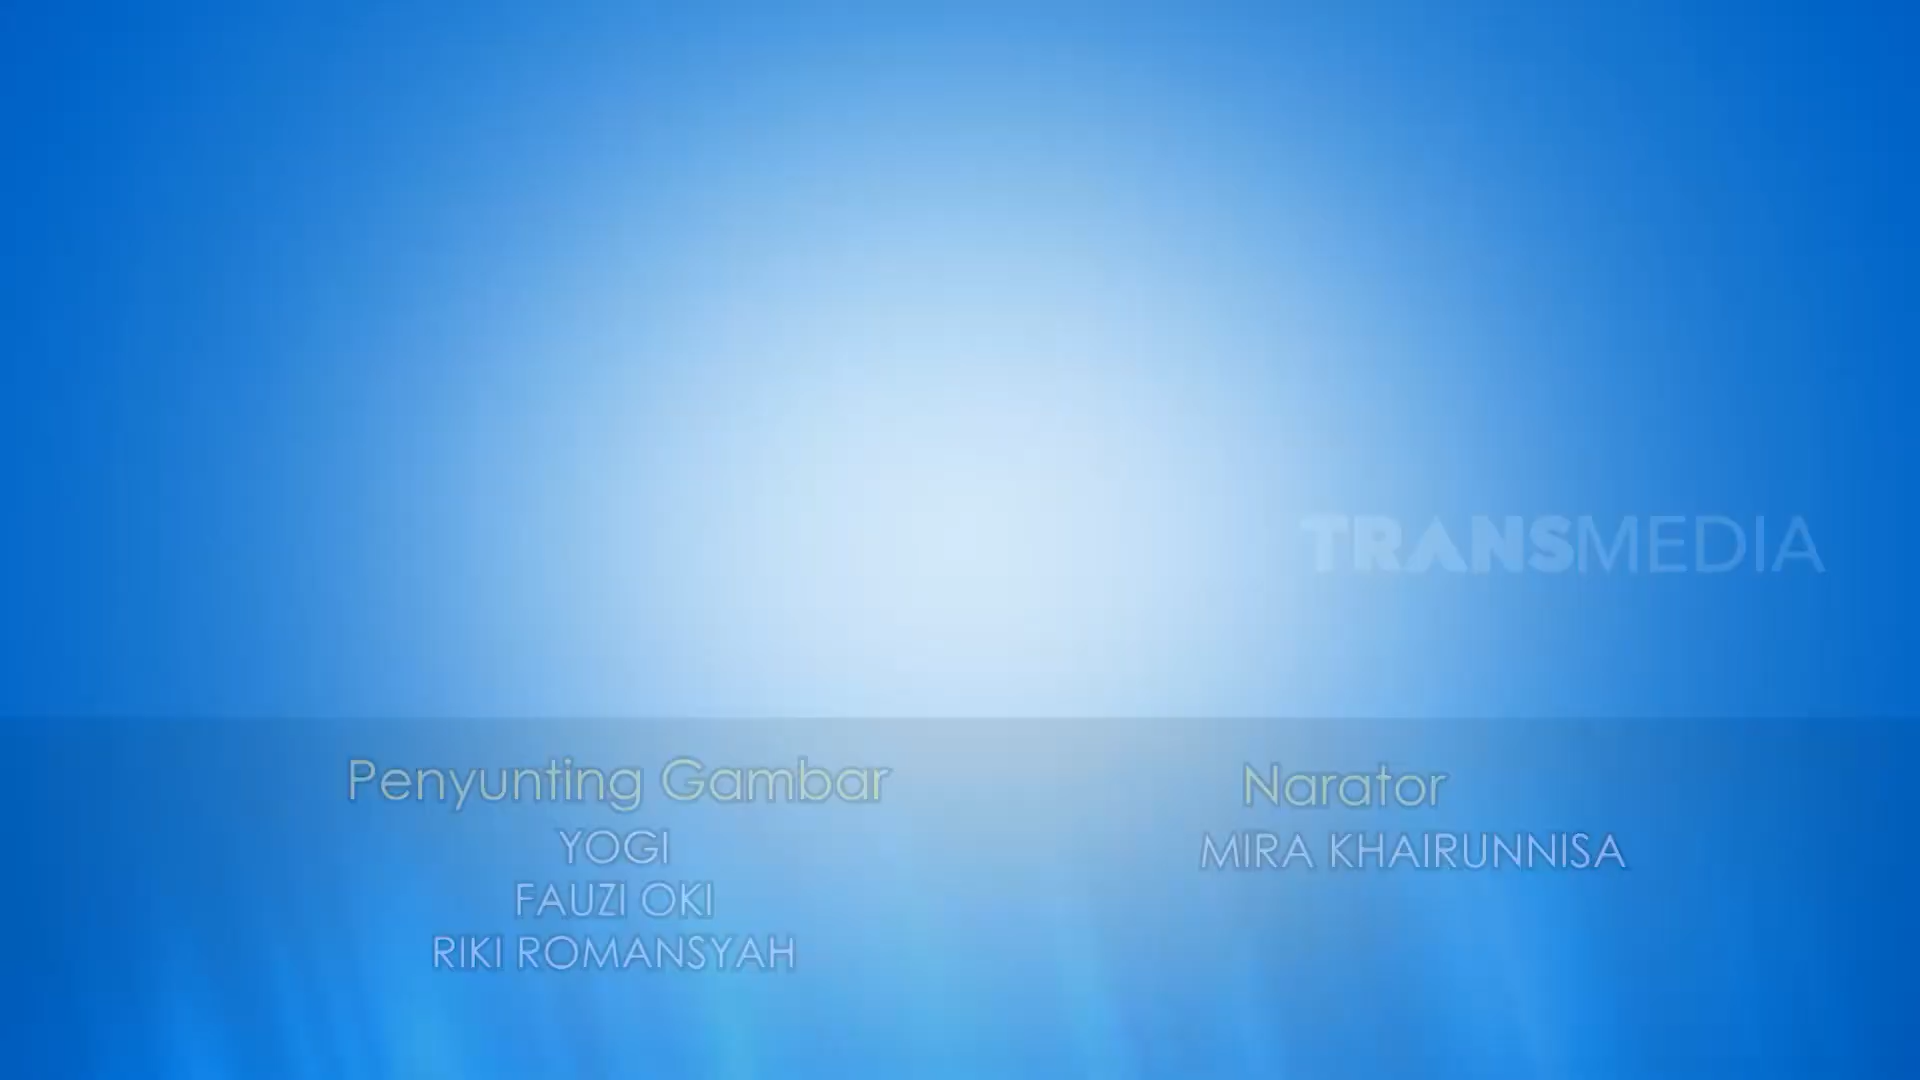 TRANSMEDIA
Penyunting Gambar
YOGI
FAUZI OKI
RIKI ROMANSYAH
Narator
MIRA KHAIRUNNISA